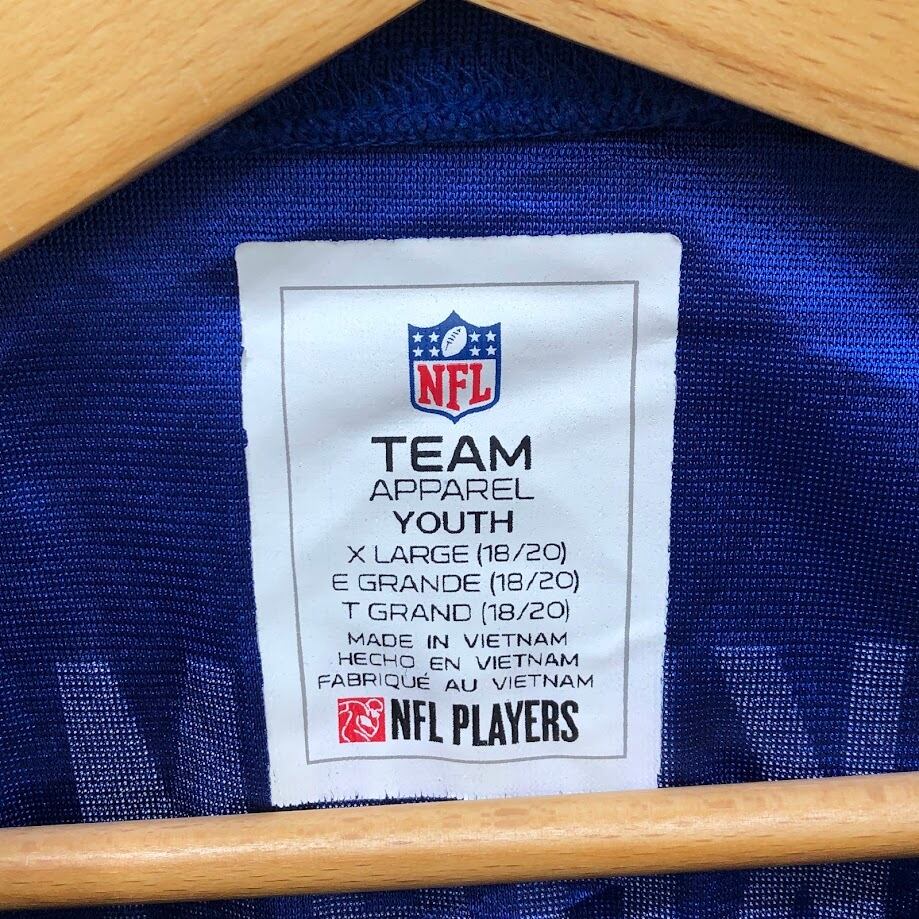 NFL
TEAM
APPAREL
YOUTH
X LARGE (18/20)
E GRANDE (18/20)
T GRAND (18/20)
MADE IN VIETNAM
HECHO EN VIETNAM
FABRIQUÉ AU VIETNAM
NFL PLAYERS